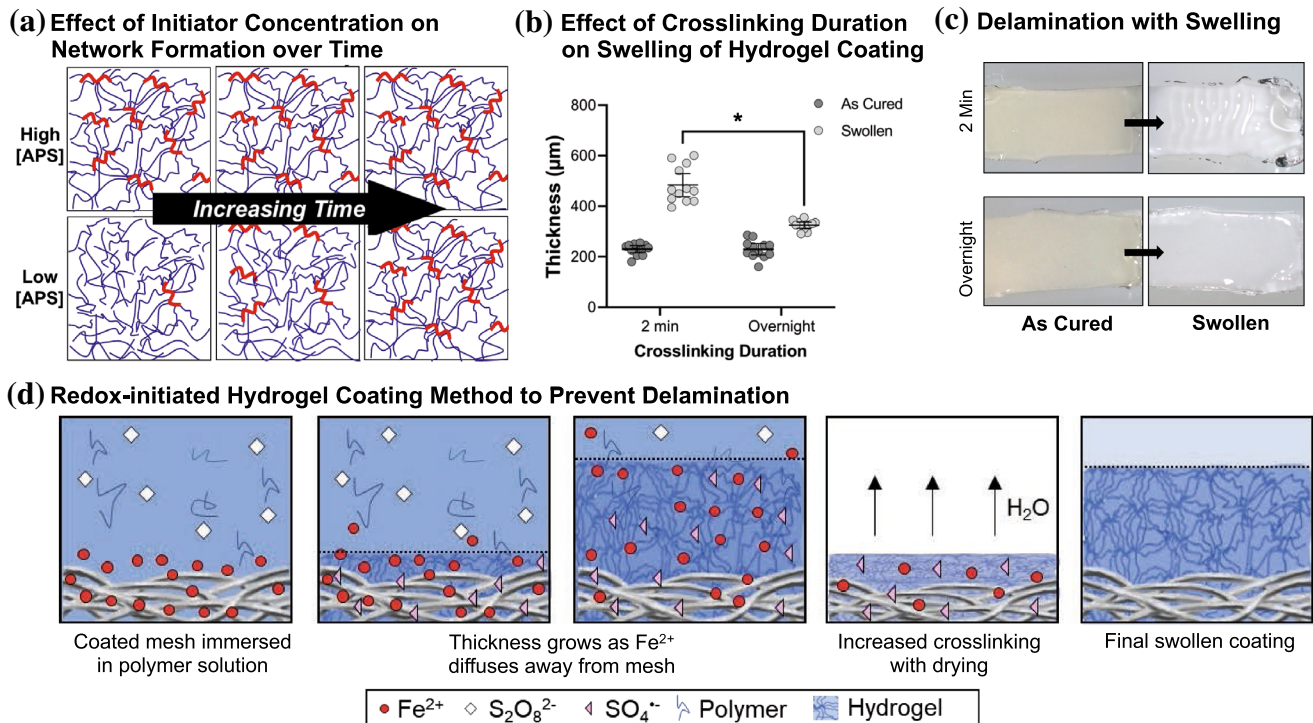 (a) Effect of Initiator Concentration on
Network Formation over Time
High
[APS]
Increasing Time
Low
[APS]
(b) Effect of Crosslinking Duration
on Swelling of Hydrogel Coating
As Cured
Swollen
*
Thickness (µm)
800
600
400
200
0
2 min
Overnight
Crosslinking Duration
(c) Delamination with Swelling
2 Min
Overnight
As Cured
Swollen
(d) Redox-initiated Hydrogel Coating Method to Prevent Delamination
H₂O
Coated mesh immersed
in polymer solution
Thickness grows as Fe²⁺
diffuses away from mesh
Increased crosslinking
with drying
Final swollen coating
Fe²⁺ S₂O₈²⁻ SO₄•⁻ Polymer Hydrogel